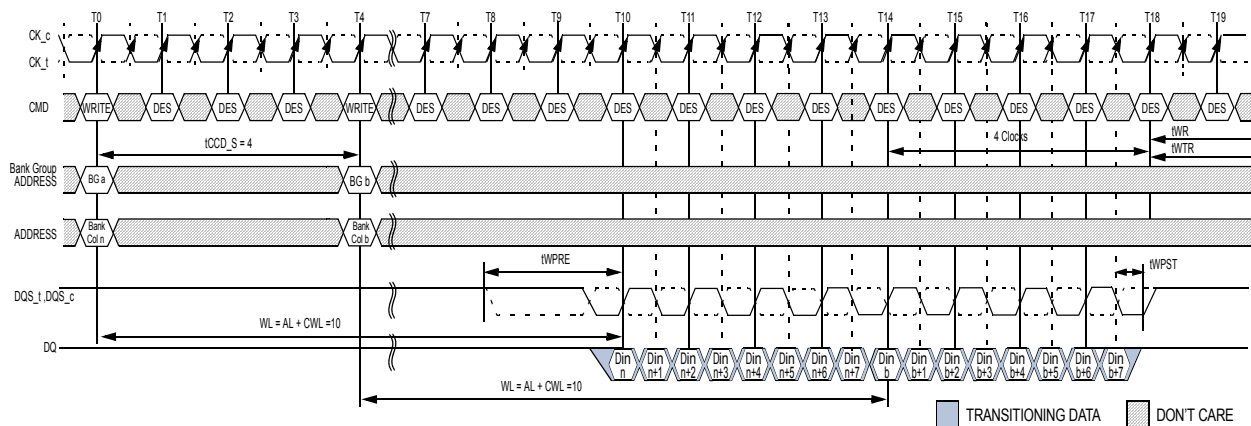 T0 T1 T2 T3 T4 T7 T8 T9 T10 T11 T12 T13 T14 T15 T16 T17 T18 T19
CK_c
CK_t
CMD WRITE DES DES DES WRITE DES DES DES DES DES DES DES DES DES DES DES DES DES
tCCD_S = 4
4 Clocks
tWR
tWTR
Bank Group
ADDRESS
BG a
BG b
ADDRESS
Bank
Col n
Bank
Col b
tWPRE
tWPST
DQS_t ,DQS_c
WL = AL + CWL =10
DQ
Din Din Din Din Din Din Din Din Din Din Din Din Din Din Din Din
n n+1 n+2 n+3 n+4 n+5 n+6 n+7 b b+1 b+2 b+3 b+4 b+5 b+6 b+7
WL = AL + CWL =10
TRANSITIONING DATA
DON'T CARE